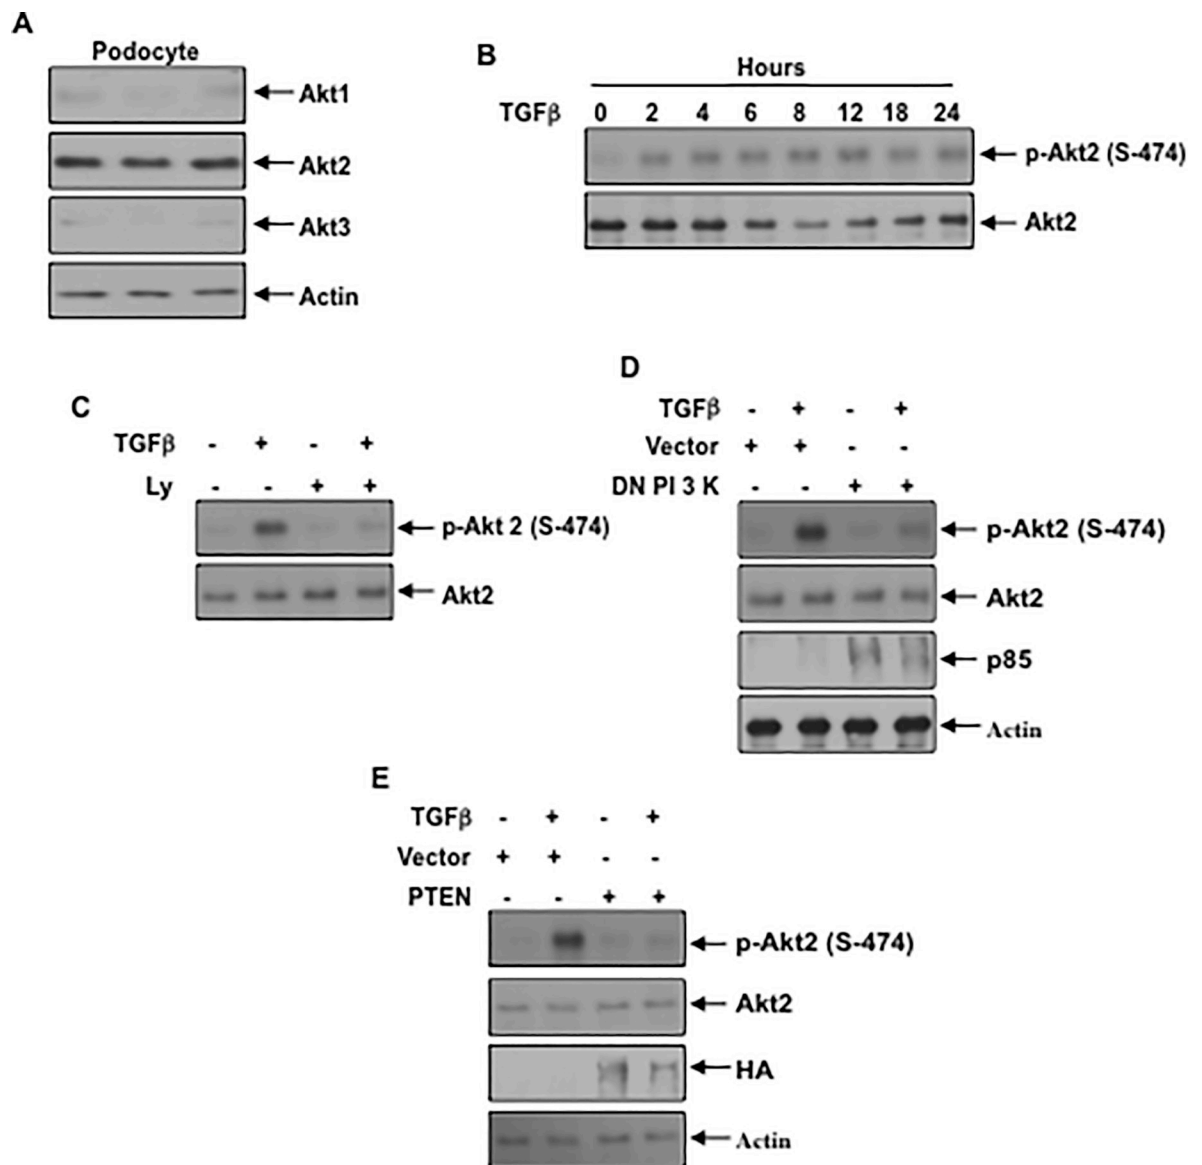 A
Podocyte
Akt1
Akt2
Akt3
Actin
B
Hours
TGFβ 0 2 4 6 8 12 18 24
p-Akt2 (S-474)
Akt2
C
TGFβ - + - +
Ly - - + +
p-Akt 2 (S-474)
Akt2
D
TGFβ - + - +
Vector + + - -
DN PI 3 K - - + +
p-Akt2 (S-474)
Akt2
p85
Actin
E
TGFβ - + - +
Vector + + - -
PTEN - - + +
p-Akt2 (S-474)
Akt2
HA
Actin